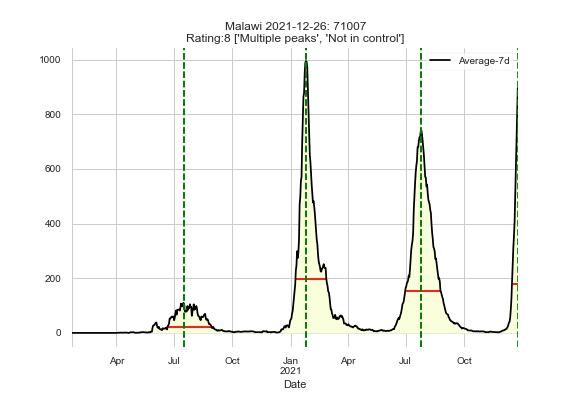 Malawi 2021-12-26: 71007
Rating:8 ['Multiple peaks', 'Not in control']
Average-7d
1000
800
600
400
200
0
Apr Jul Oct Jan Apr Jul Oct
2021
Date